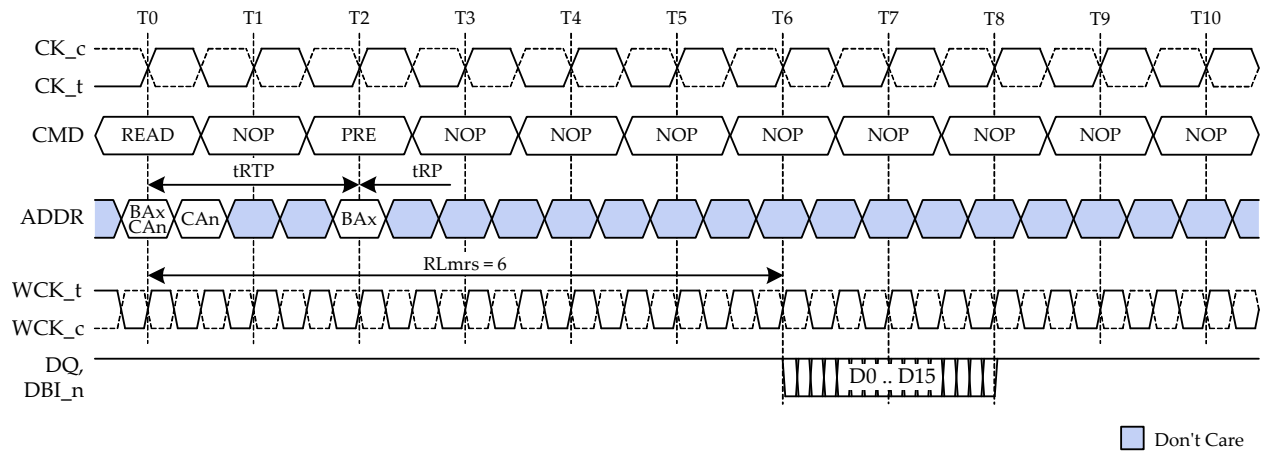 T0 T1 T2 T3 T4 T5 T6 T7 T8 T9 T10
CK_c
CK_t
CMD READ NOP PRE NOP NOP NOP NOP NOP NOP NOP NOP
tRTP tRP
ADDR BAx CAn CAn BAx
RLmrs = 6
WCK_t
WCK_c
DQ,
DBI_n
D0 .. D15
Don't Care